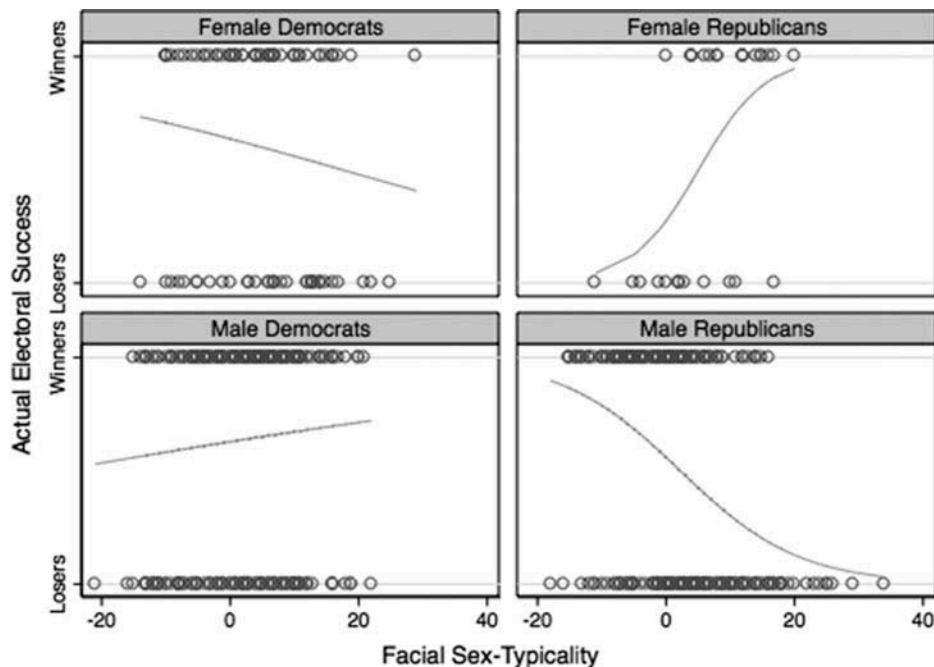 Female Democrats
Female Republicans
Winners
Losers
Male Democrats
Male Republicans
Winners
Losers
Actual Electoral Success
-20
0
20
40
-20
0
20
40
Facial Sex-Typicality